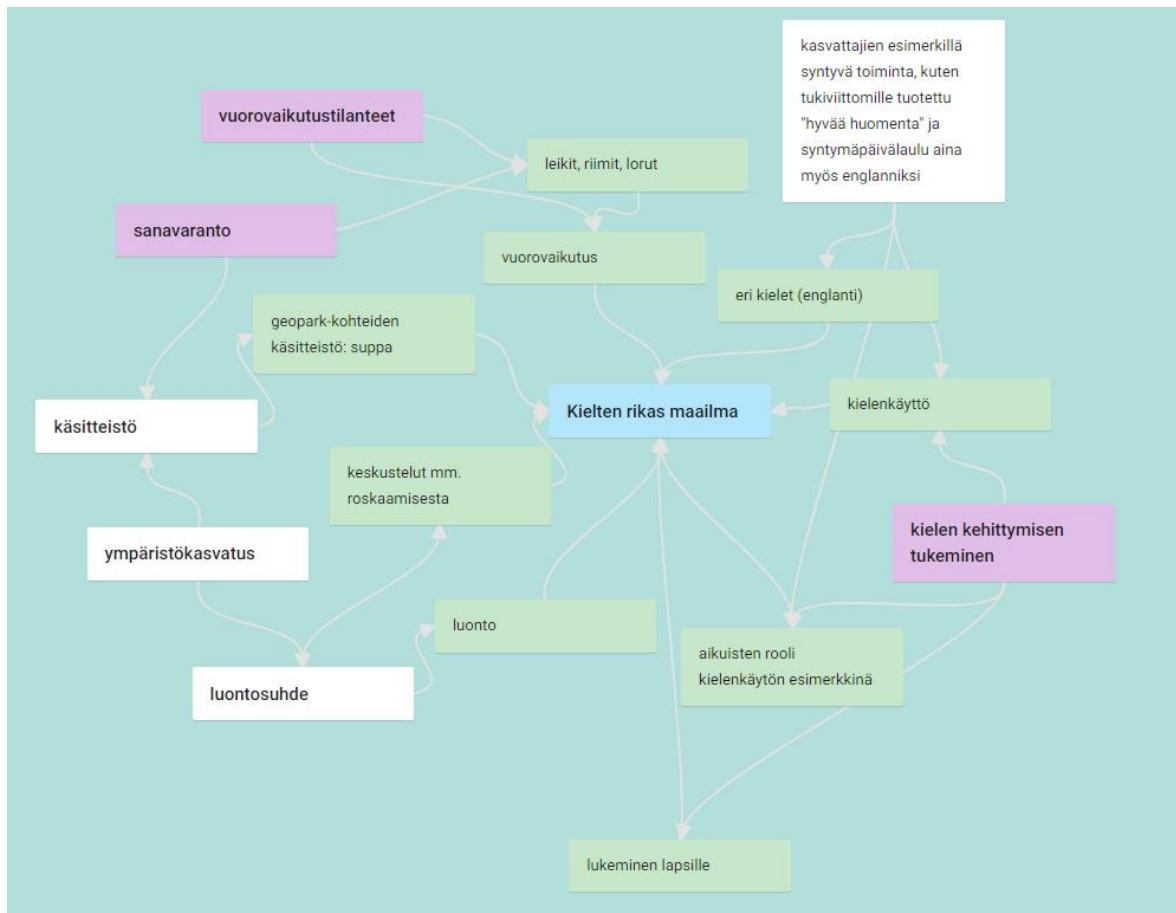 kasvattajien esimerkillä
syntyvä toiminta, kuten
tukiviittomille tuotettu
"hyvää huomenta" ja
syntymäpäivälaulu aina
myös englanniksi
vuorovaikutustilanteet
leikit, riimit, lorut
sanavaranto
vuorovaikutus
eri kielet (englanti)
geopark-kohteiden
käsitteistö: suppa
Kielten rikas maailma
kielenkäyttö
käsitteistö
keskustelut mm.
roskaamisesta
kielen kehittymisen
tukeminen
ympäristökasvatus
luonto
aikuisten rooli
kielenkäytön esimerkkinä
luontosuhde
lukeminen lapsille